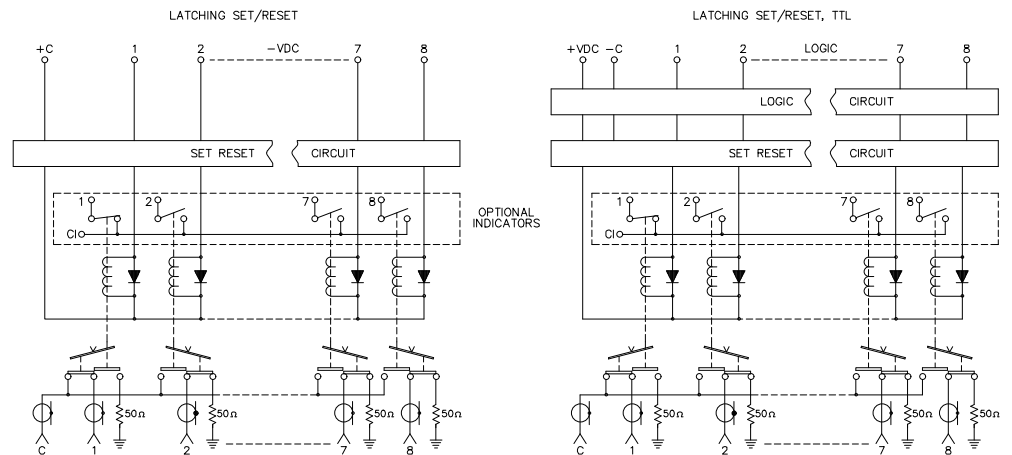 LATCHING SET/RESET
+C 1 2 −VDC 7 8
SET RESET CIRCUIT
1 2 7 8
CI
OPTIONAL
INDICATORS
50Ω 50Ω 50Ω 50Ω
C 1 2 7 8
LATCHING SET/RESET, TTL
+VDC −C 1 2 LOGIC 7 8
LOGIC CIRCUIT
SET RESET CIRCUIT
1 2 7 8
CI
50Ω 50Ω 50Ω 50Ω
C 1 2 7 8